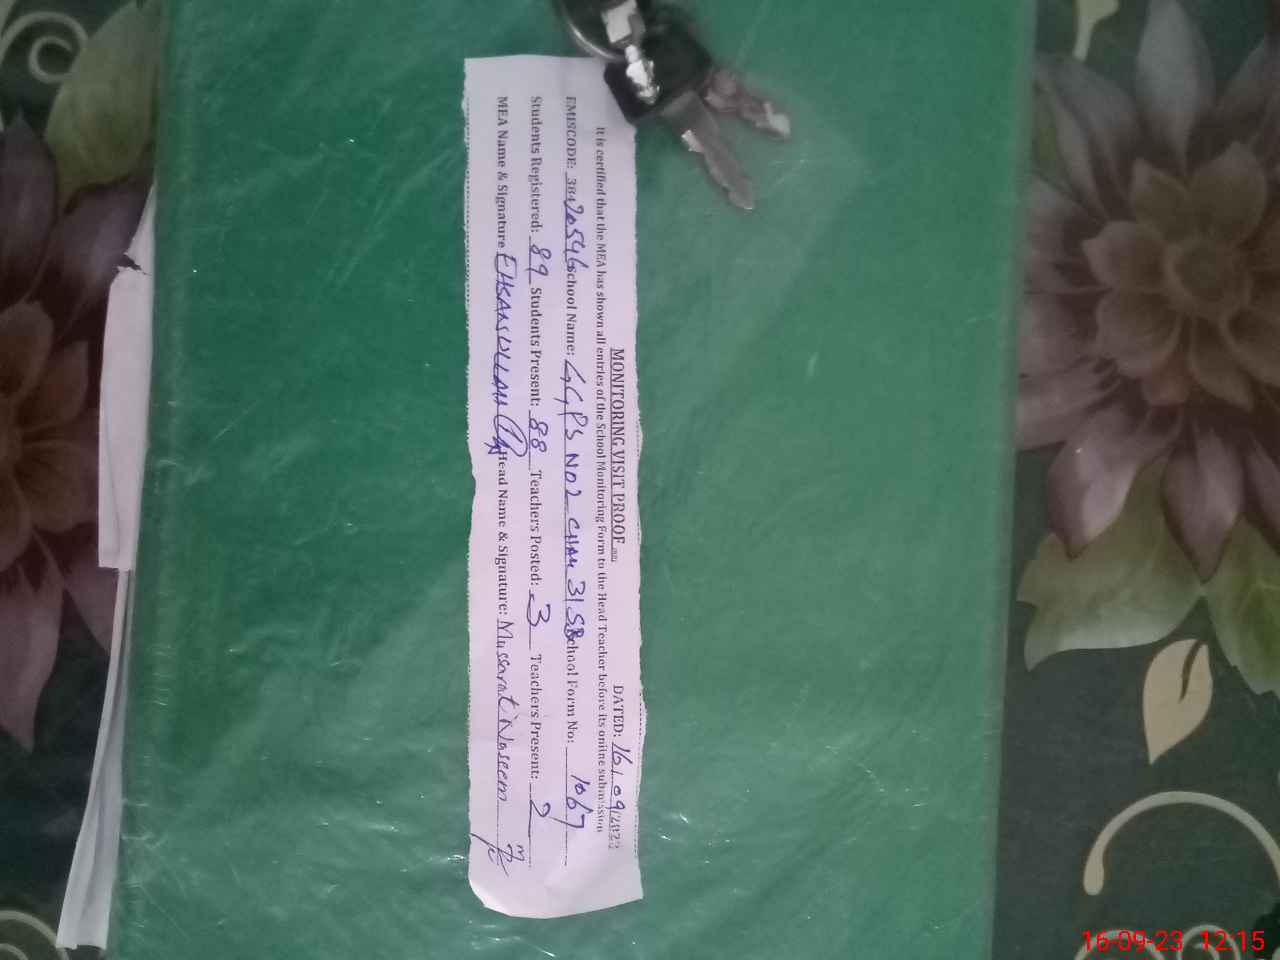 MONITORING VISIT PROOF DATED: 16/09/2023
It is certified that the MEA has shown all entries of the School Monitoring Form to the Head Teacher before its online submission
EMISCODE: School Name: GGPS NO2 CHAK 31 SB School Form No: 1067
Students Registered: 89 Students Present: 88 Teachers Posted: 3 Teachers Present: 2
MEA Name & Signature EHSANULLAH Head Name & Signature: Mussarat Naseem
16-09-23 12:15